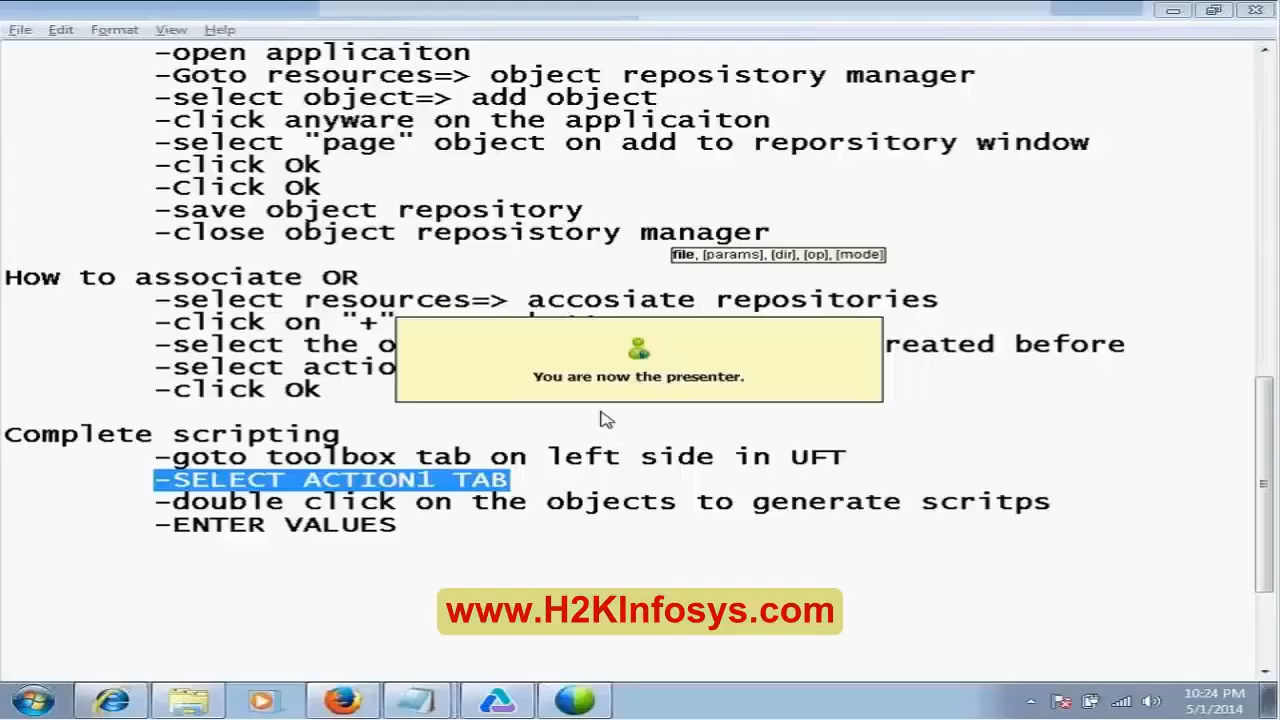 File Edit Format View Help
-open applicaiton
-Goto resources=> object reposistory manager
-select object=> add object
-click anyware on the applicaiton
-select "page" object on add to reporsitory window
-click Ok
-Click Ok
-save object repository
-close object reposistory manager
file, [params], [dir], [op], [mode]
How to associate OR
-select resources=> accosiate repositories
-click on "+"
-select the
reated before
-select actio
You are now the presenter.
-click Ok
Complete scripting
-goto toolbox tab on left side in UFT
-SELECT ACTION1 TAB
-double click on the objects to generate scritps
-ENTER VALUES
www.H2KInfosys.com
10:24 PM
5/1/2014